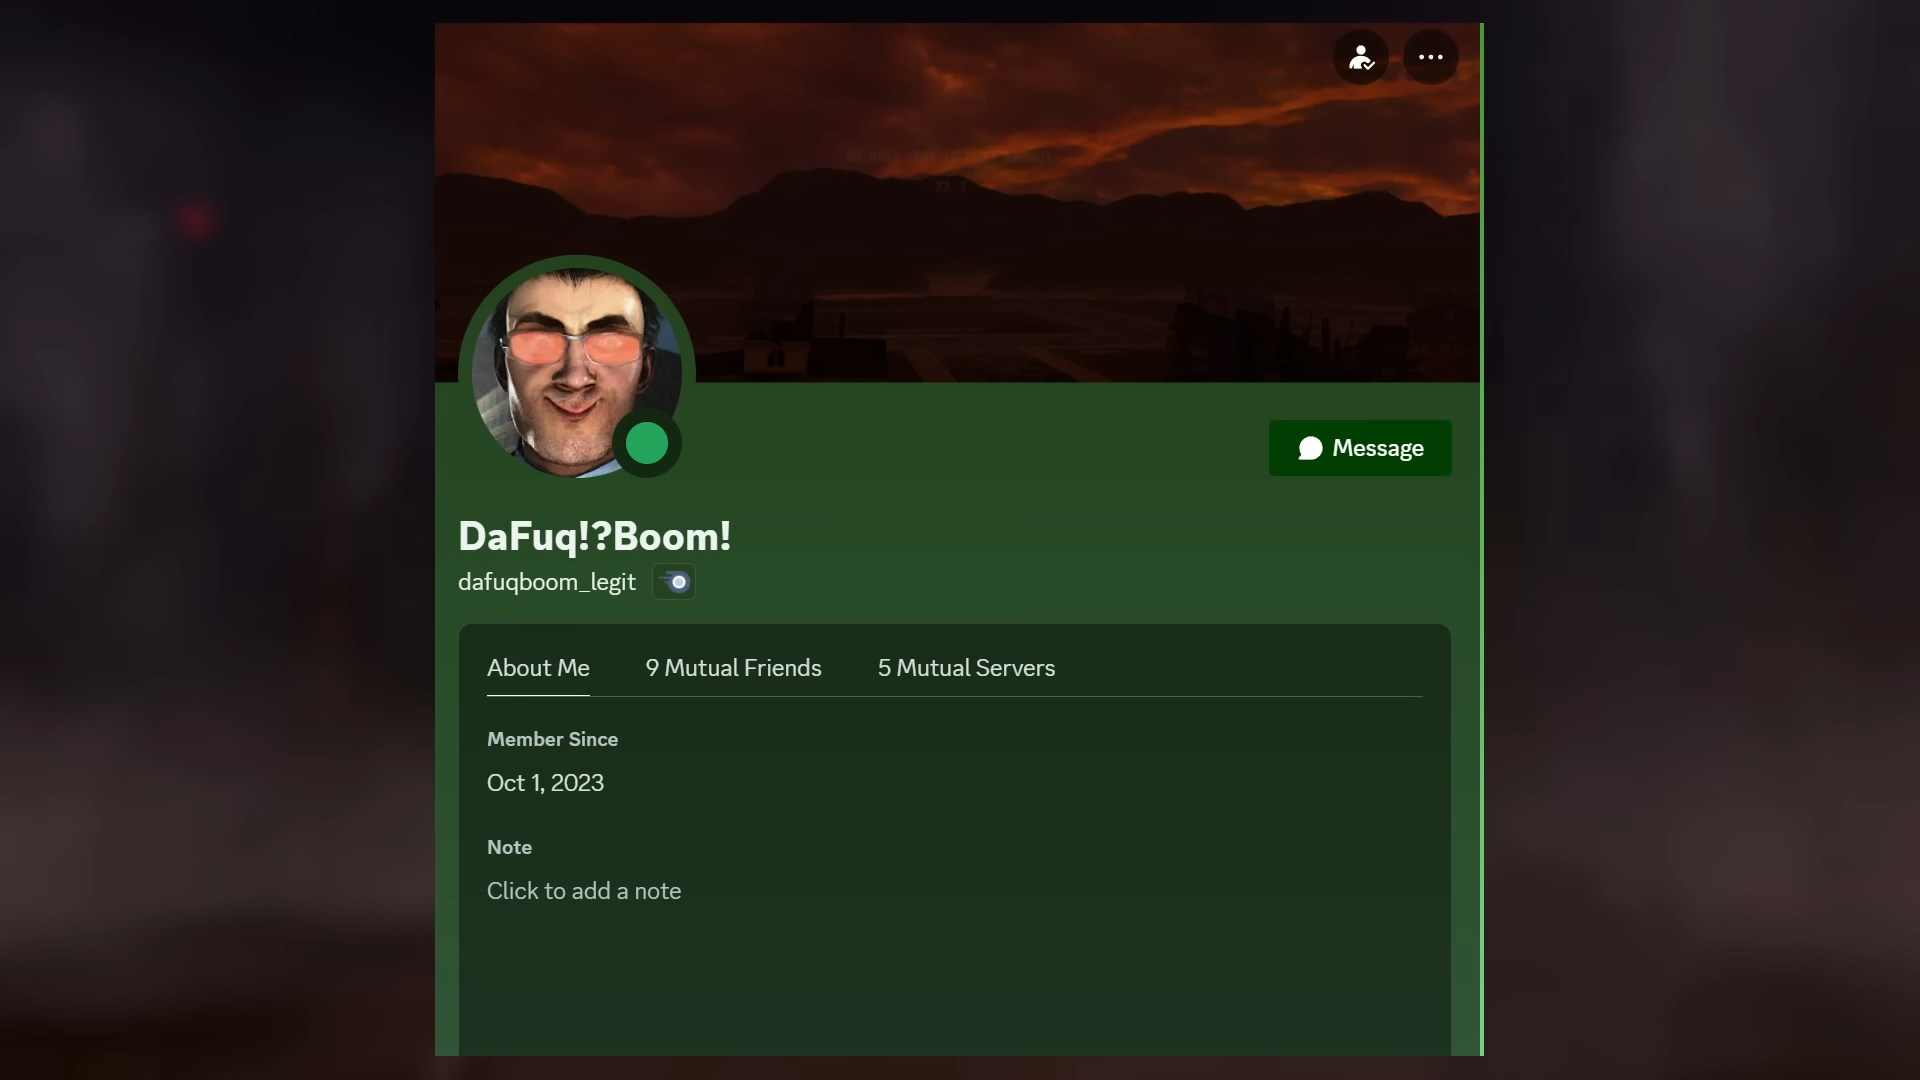 DaFuq!?Boom!
dafuqboom_legit
Message
About Me
9 Mutual Friends
5 Mutual Servers
Member Since
Oct 1, 2023
Note
Click to add a note